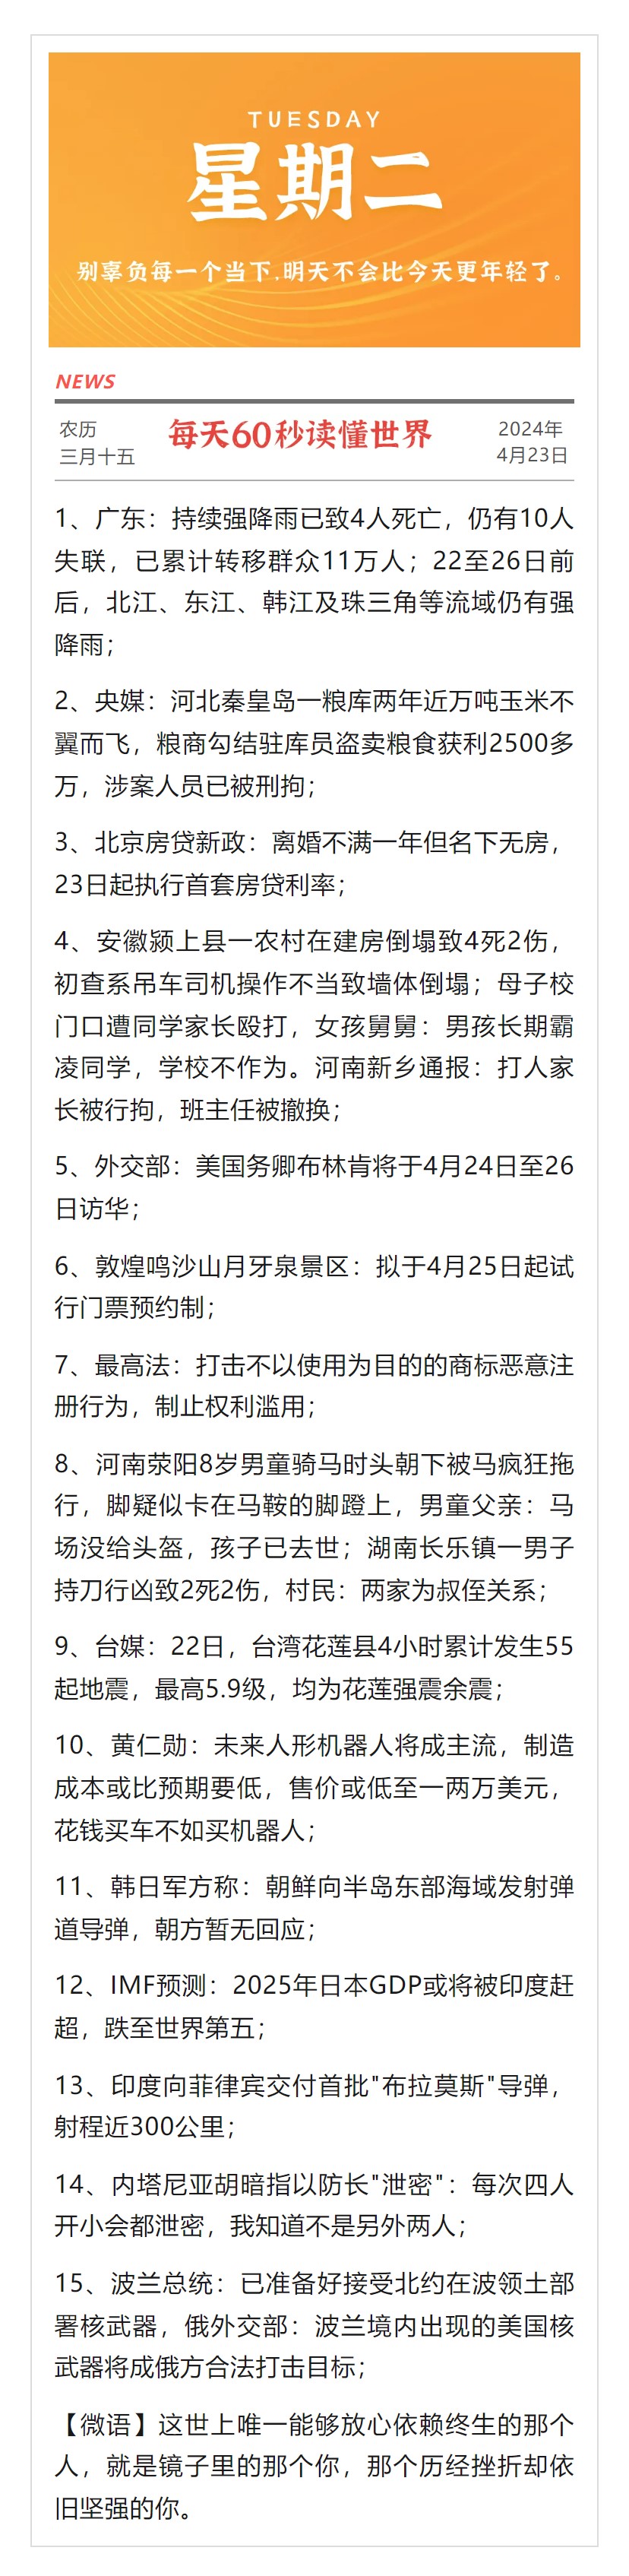 TUESDAY
星期二
别辜负每一个当下,明天不会比今天更年轻了。
NEWS
农历
三月十五
每天60秒读懂世界
2024年
4月23日
1、广东：持续强降雨已致4人死亡，仍有10人
失联，已累计转移群众11万人；22至26日前
后，北江、东江、韩江及珠三角等流域仍有强
降雨；
2、央媒：河北秦皇岛一粮库两年近万吨玉米不
翼而飞，粮商勾结驻库员盗卖粮食获利2500多
万，涉案人员已被刑拘；
3、北京房贷新政：离婚不满一年但名下无房，
23日起执行首套房贷利率；
4、安徽颍上县一农村在建房倒塌致4死2伤，
初查系吊车司机操作不当致墙体倒塌；母子校
门口遭同学家长殴打，女孩舅舅：男孩长期霸
凌同学，学校不作为。河南新乡通报：打人家
长被行拘，班主任被撤换；
5、外交部：美国务卿布林肯将于4月24日至26
日访华；
6、敦煌鸣沙山月牙泉景区：拟于4月25日起试
行门票预约制；
7、最高法：打击不以使用为目的的商标恶意注
册行为，制止权利滥用；
8、河南荥阳8岁男童骑马时头朝下被马疯狂拖
行，脚疑似卡在马鞍的脚蹬上，男童父亲：马
场没给头盔，孩子已去世；湖南长乐镇一男子
持刀行凶致2死2伤，村民：两家为叔侄关系；
9、台媒：22日，台湾花莲县4小时累计发生55
起地震，最高5.9级，均为花莲强震余震；
10、黄仁勋：未来人形机器人将成主流，制造
成本或比预期要低，售价或低至一两万美元，
花钱买车不如买机器人；
11、韩日军方称：朝鲜向半岛东部海域发射弹
道导弹，朝方暂无回应；
12、IMF预测：2025年日本GDP或将被印度赶
超，跌至世界第五；
13、印度向菲律宾交付首批"布拉莫斯"导弹，
射程近300公里；
14、内塔尼亚胡暗指以防长"泄密"：每次四人
开小会都泄密，我知道不是另外两人；
15、波兰总统：已准备好接受北约在波领土部
署核武器，俄外交部：波兰境内出现的美国核
武器将成俄方合法打击目标；
【微语】这世上唯一能够放心依赖终生的那个
人，就是镜子里的那个你，那个历经挫折却依
旧坚强的你。